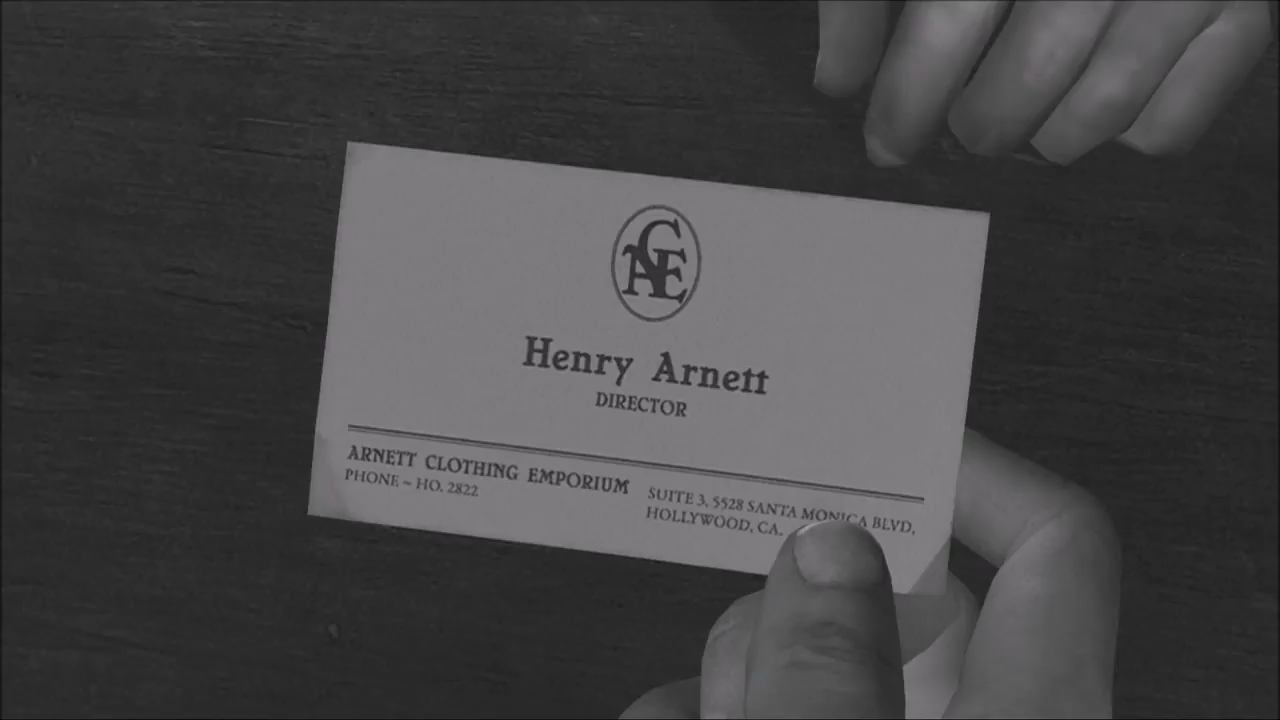 ACE
Henry Arnett
DIRECTOR
ARNETT CLOTHING EMPORIUM
PHONE ~ HO. 2822
SUITE 3, 5528 SANTA MONICA BLVD,
HOLLYWOOD, CA.